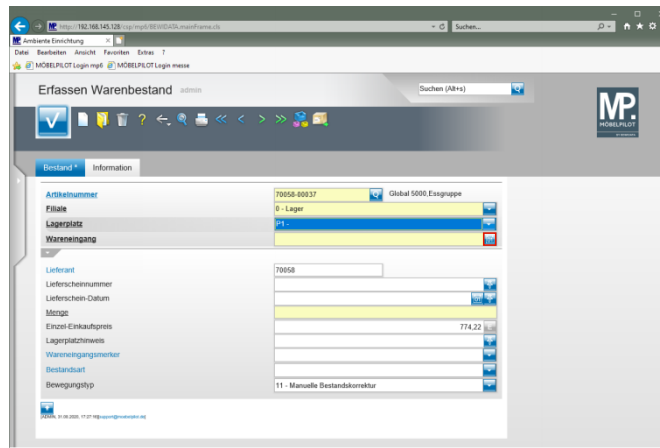 http://192.168.145.128/csp/mp6/BEWIDATA.mainFrame.cls
Suchen...
Ambiente Einrichtung
Datei Bearbeiten Ansicht Favoriten Extras ?
MÖBELPILOT Login mp6 MÖBELPILOT Login messe
Erfassen Warenbestand admin
Suchen (Alt+s)
MP.
MÖBELPILOT
Bestand * Information
Artikelnummer 70058-00037 Global 5000,Essgruppe
Filiale 0 - Lager
Lagerplatz P1 -
Wareneingang
Lieferant 70058
Lieferscheinnummer
Lieferschein-Datum
Menge
Einzel-Einkaufspreis 774,22
Lagerplatzhinweis
Wareneingangsmerker
Bestandsart
Bewegungstyp 11 - Manuelle Bestandskorrektur